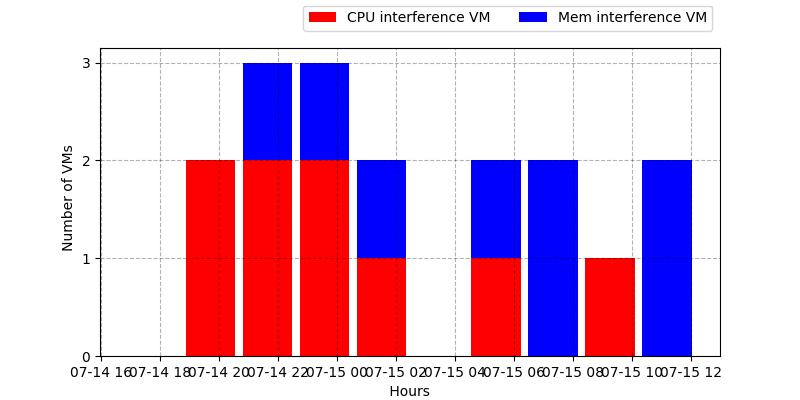 CPU interference VM Mem interference VM
3
2
1
0
Number of VMs
07-14 16 07-14 18 07-14 20 07-14 22 07-15 00 07-15 02 07-15 04 07-15 06 07-15 08 07-15 10 07-15 12
Hours